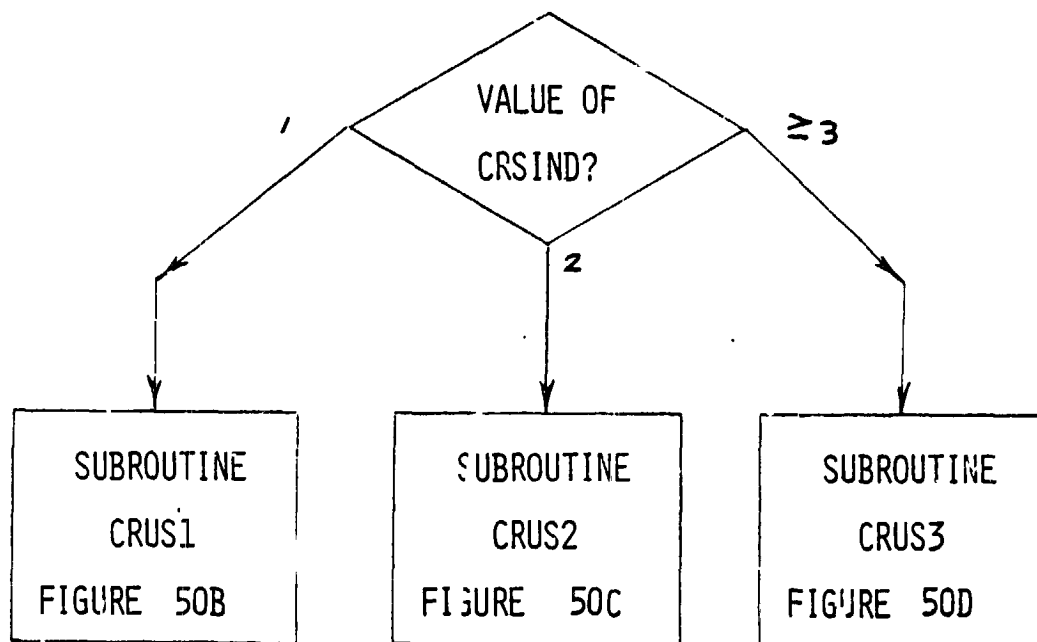 VALUE OF
CRSIND?
1
≥3
2
SUBROUTINE
CRUS1
FIGURE 50B
SUBROUTINE
CRUS2
FIGURE 50C
SUBROUTINE
CRUS3
FIGURE 50D